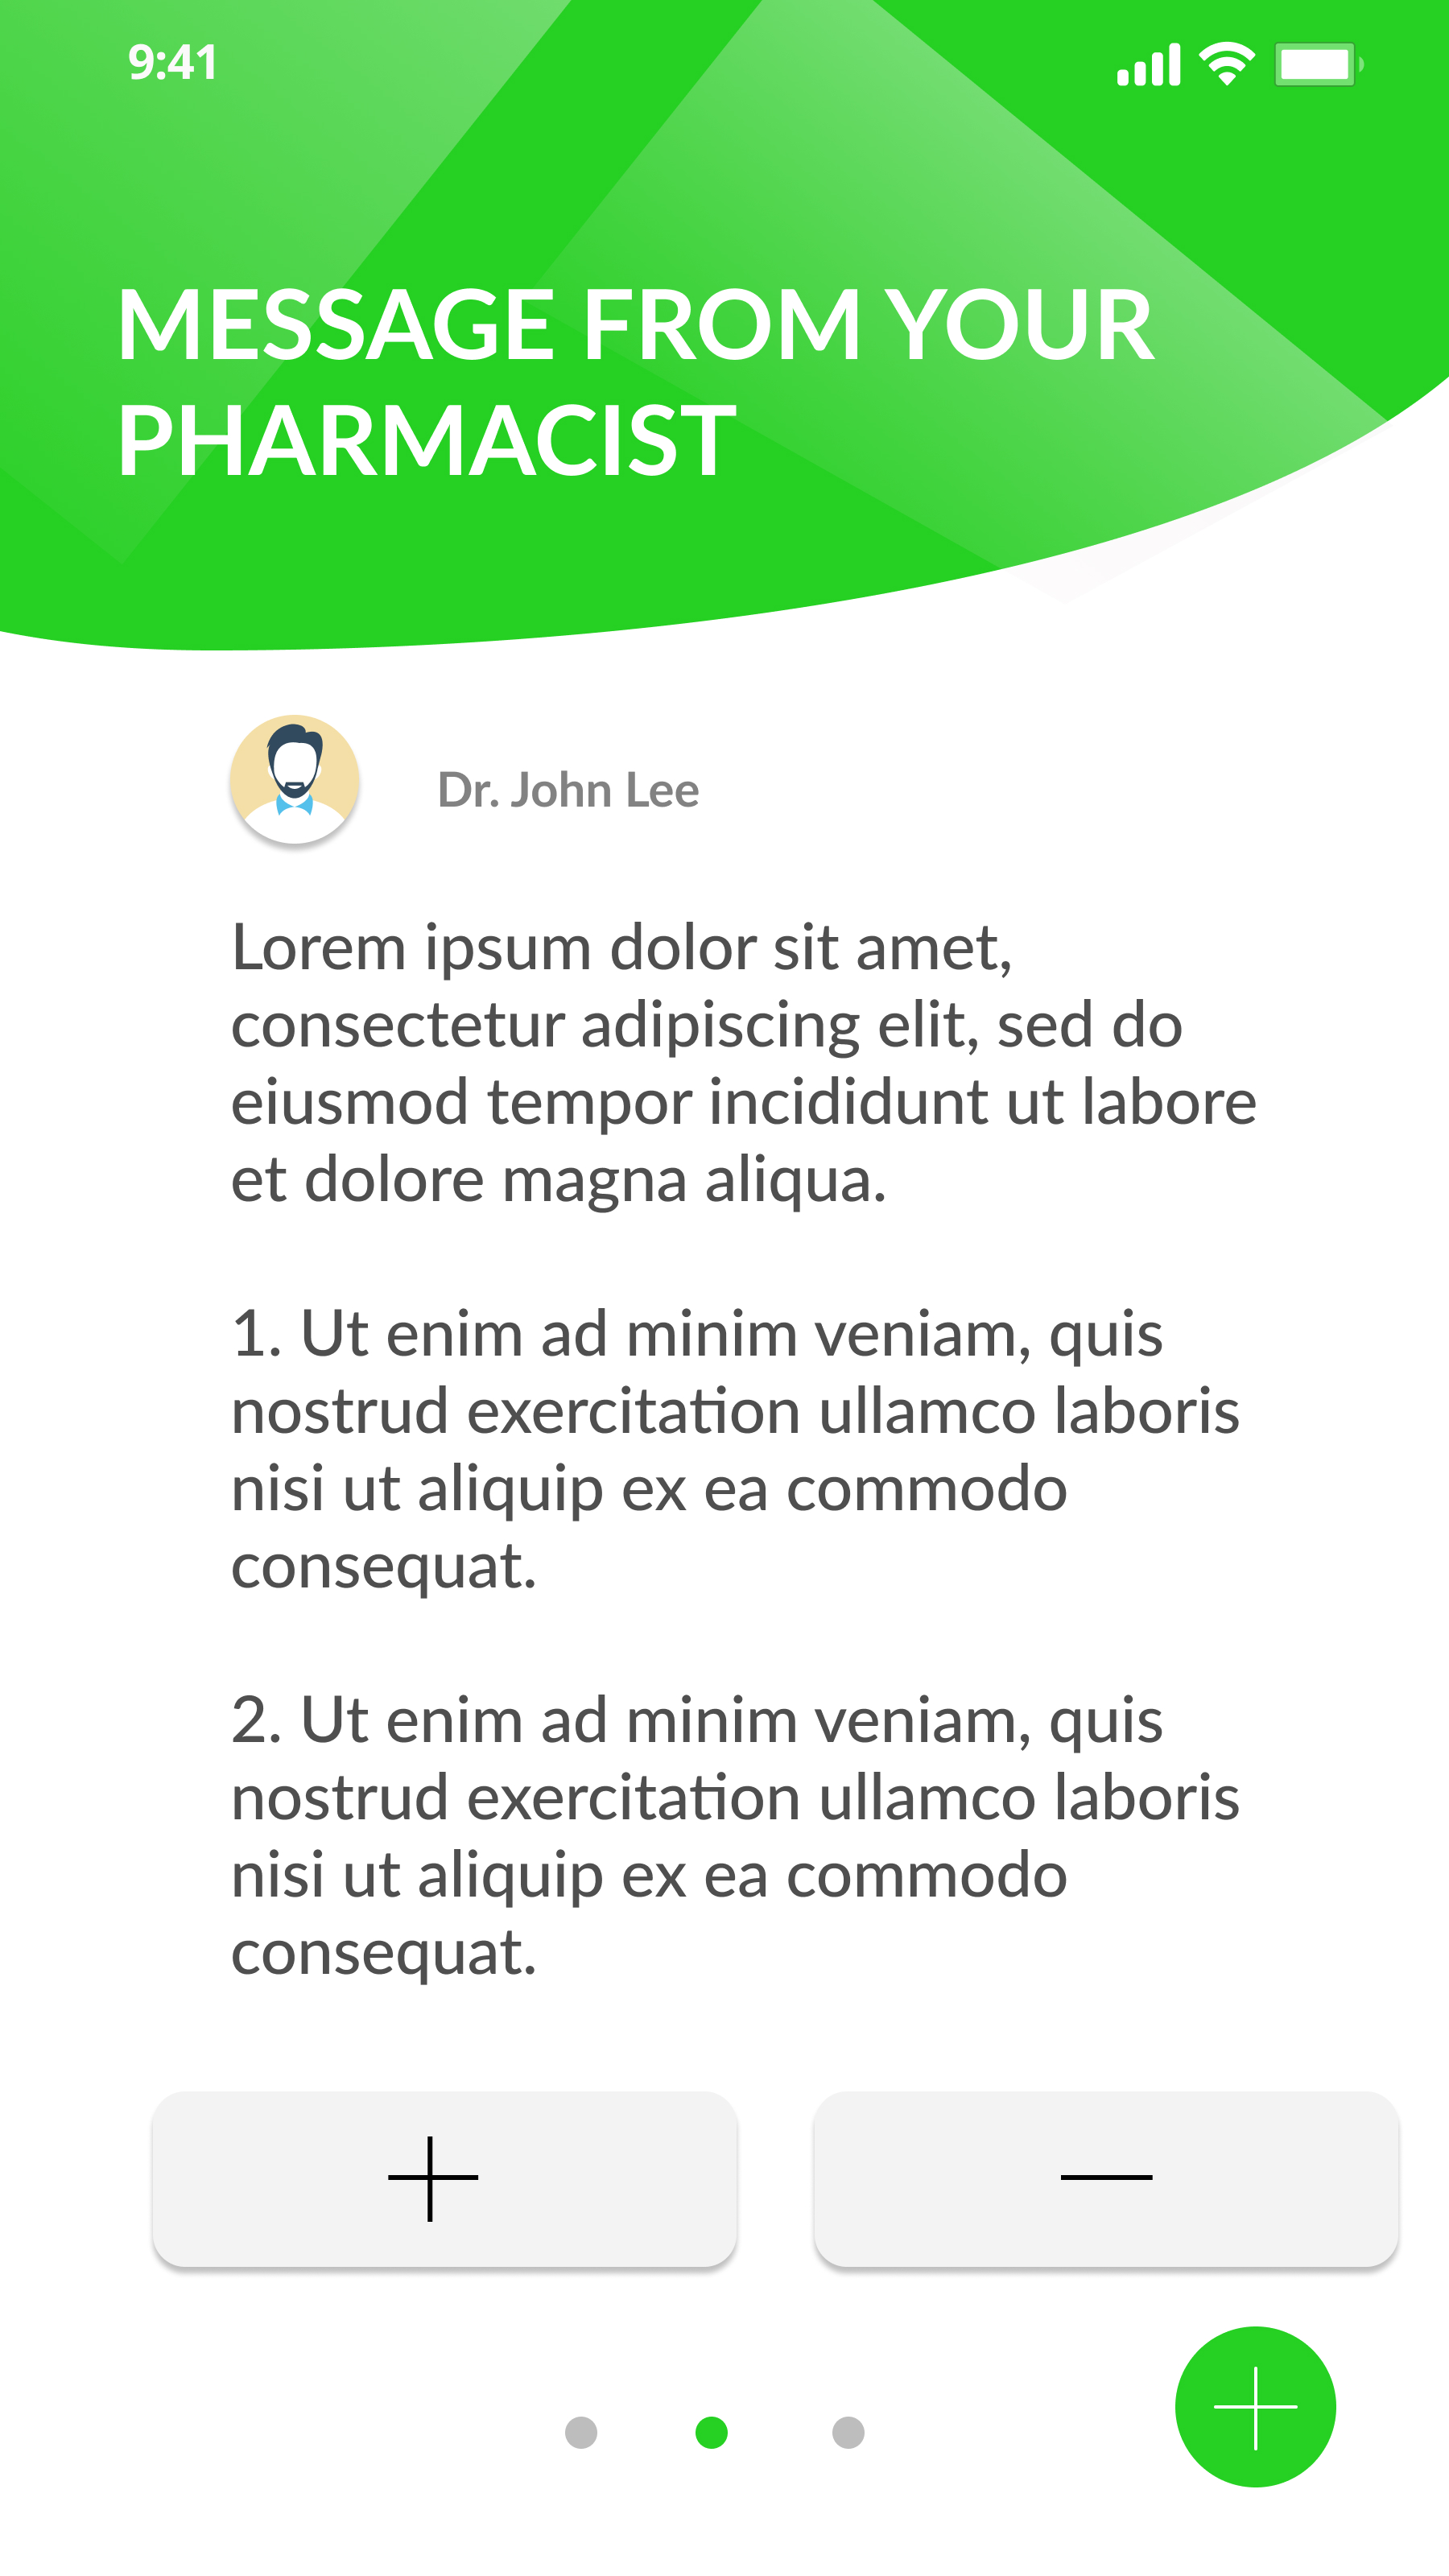 9:41
MESSAGE FROM YOUR
PHARMACIST
Dr. John Lee
Lorem ipsum dolor sit amet,
consectetur adipiscing elit, sed do
eiusmod tempor incididunt ut labore
et dolore magna aliqua.
1. Ut enim ad minim veniam, quis
nostrud exercitation ullamco laboris
nisi ut aliquip ex ea commodo
consequat.
2. Ut enim ad minim veniam, quis
nostrud exercitation ullamco laboris
nisi ut aliquip ex ea commodo
consequat.